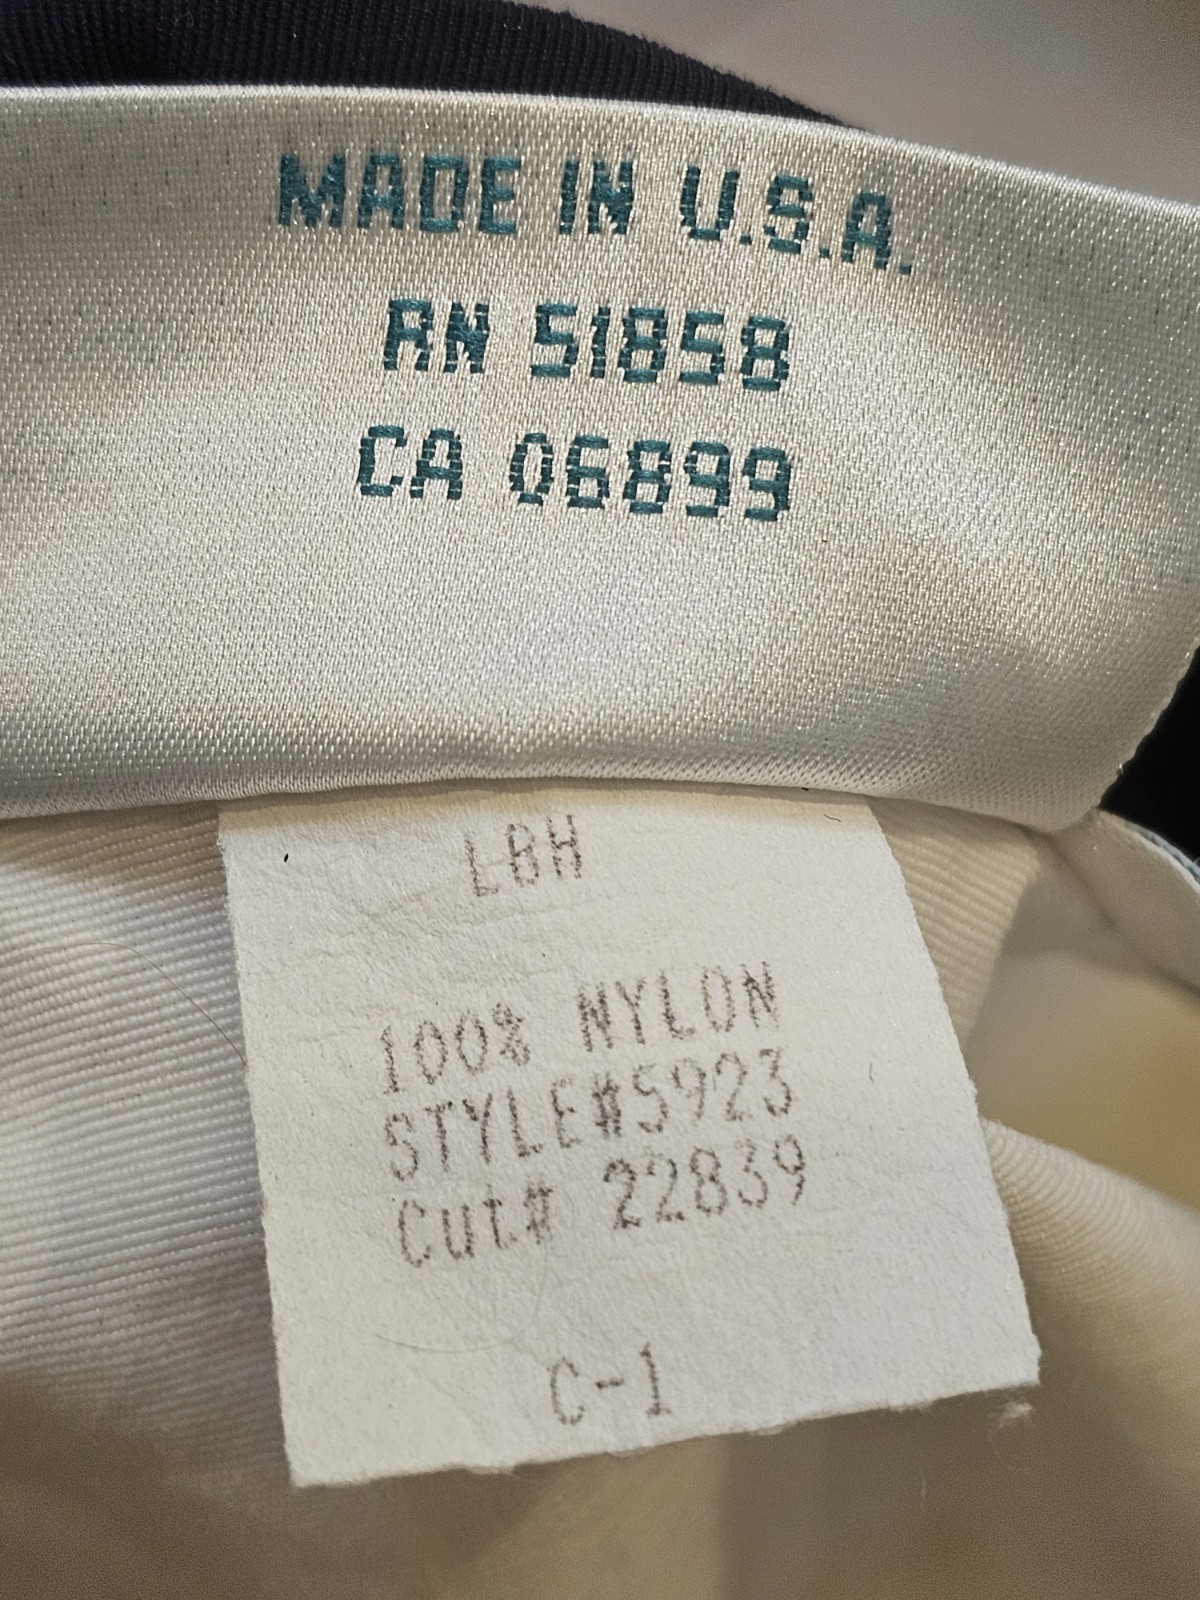 MADE IN U.S.A.
RN 51858
CA 06899
LBH
100% NYLON
STYLE#5923
Cut# 22839
C-1